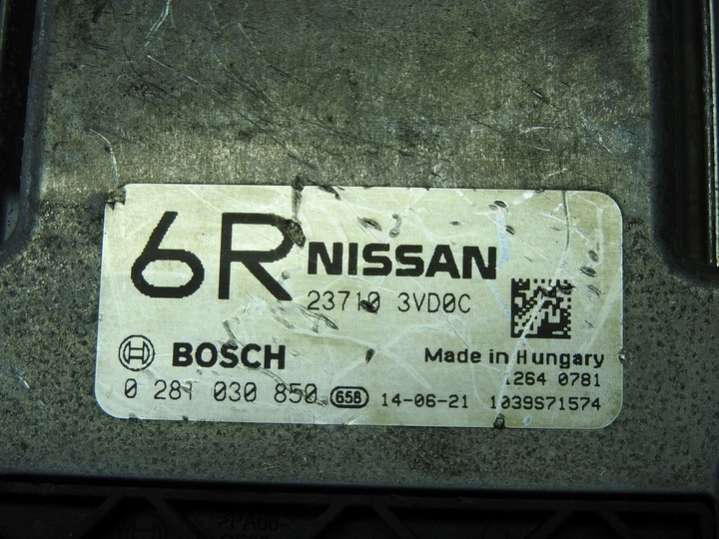 6R NISSAN
23710 3VD0C
BOSCH Made in Hungary
1264 0781
0 281 030 850 658 14-06-21 1039S71574
>PA66-